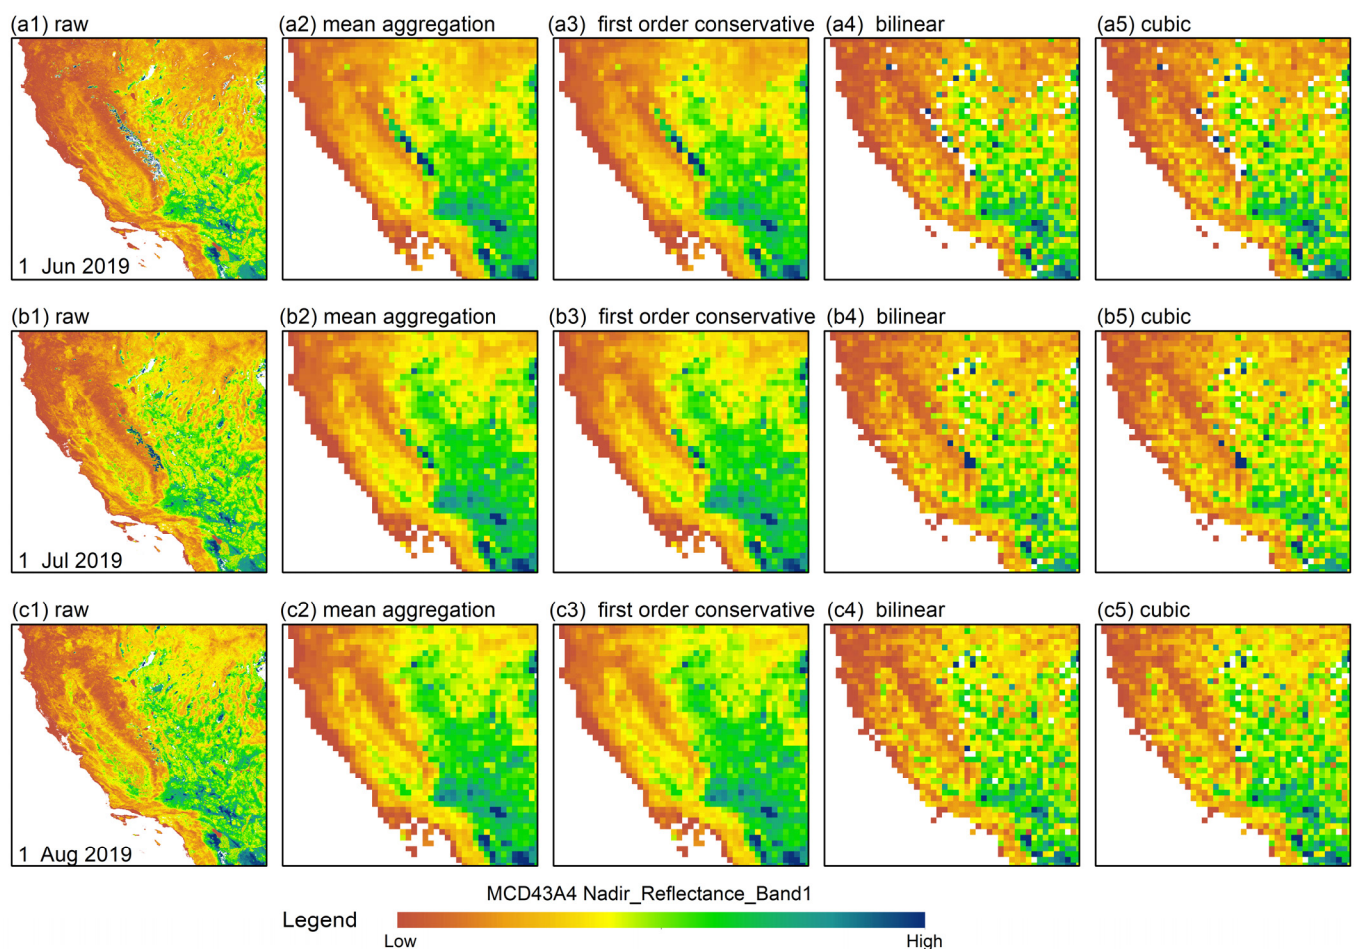 (a1) raw
(a2) mean aggregation
(a3) first order conservative
(a4) bilinear
(a5) cubic
1 Jun 2019
(b1) raw
(b2) mean aggregation
(b3) first order conservative
(b4) bilinear
(b5) cubic
1 Jul 2019
(c1) raw
(c2) mean aggregation
(c3) first order conservative
(c4) bilinear
(c5) cubic
1 Aug 2019
MCD43A4 Nadir_Reflectance_Band1
Legend
Low
High